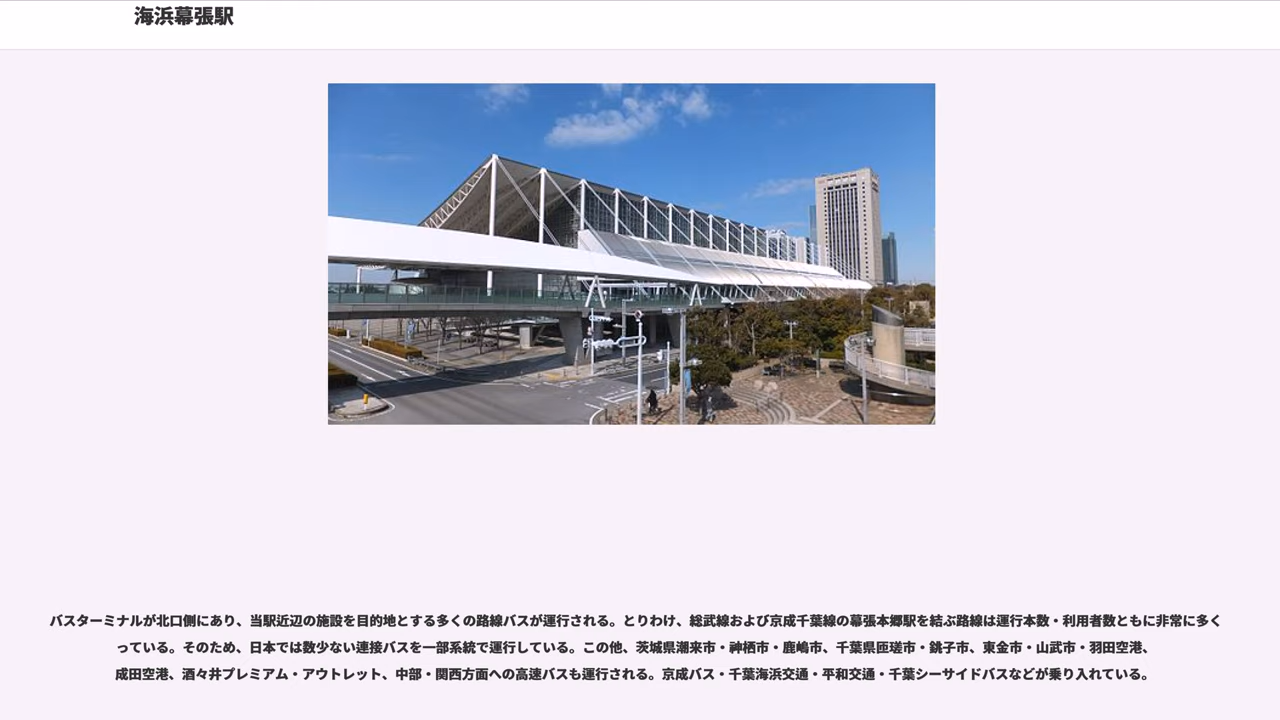 海浜幕張駅
バスターミナルが北口側にあり、当駅近辺の施設を目的地とする多くの路線バスが運行される。とりわけ、総武線および京成千葉線の幕張本郷駅を結ぶ路線は運行本数・利用者数ともに非常に多く
っている。そのため、日本では数少ない連接バスを一部系統で運行している。この他、茨城県潮来市・神栖市・鹿嶋市、千葉県匝瑳市・銚子市、東金市・山武市・羽田空港、
成田空港、酒々井プレミアム・アウトレット、中部・関西方面への高速バスも運行される。京成バス・千葉海浜交通・平和交通・千葉シーサイドバスなどが乗り入れている。